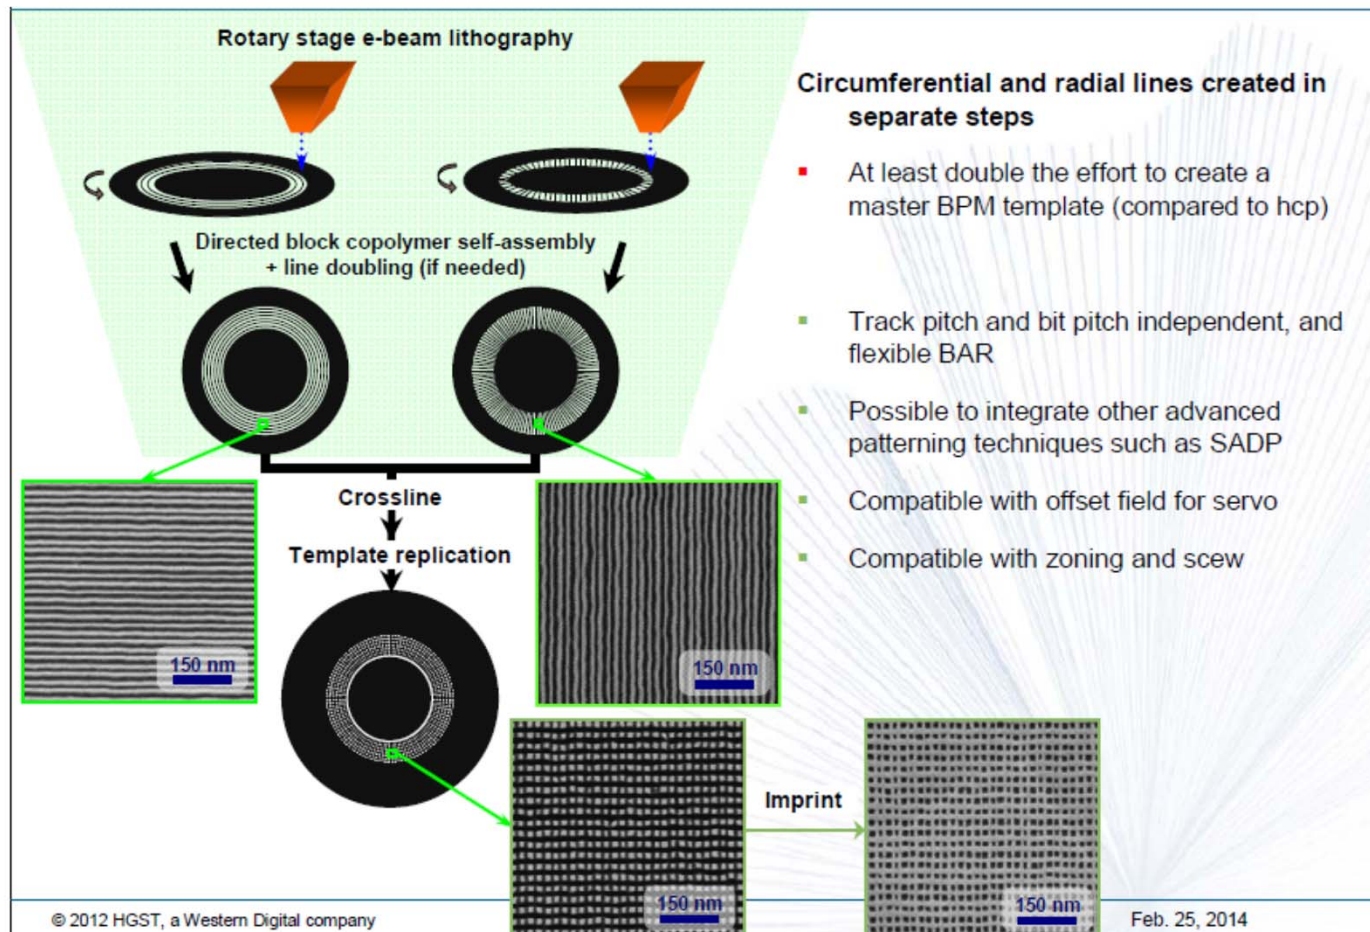 Rotary stage e-beam lithography
Directed block copolymer self-assembly
+ line doubling (if needed)
Crossline
Template replication
150 nm
150 nm
150 nm
Imprint
150 nm
Circumferential and radial lines created in
separate steps
At least double the effort to create a
master BPM template (compared to hcp)
Track pitch and bit pitch independent, and
flexible BAR
Possible to integrate other advanced
patterning techniques such as SADP
Compatible with offset field for servo
Compatible with zoning and scew
© 2012 HGST, a Western Digital company
Feb. 25, 2014